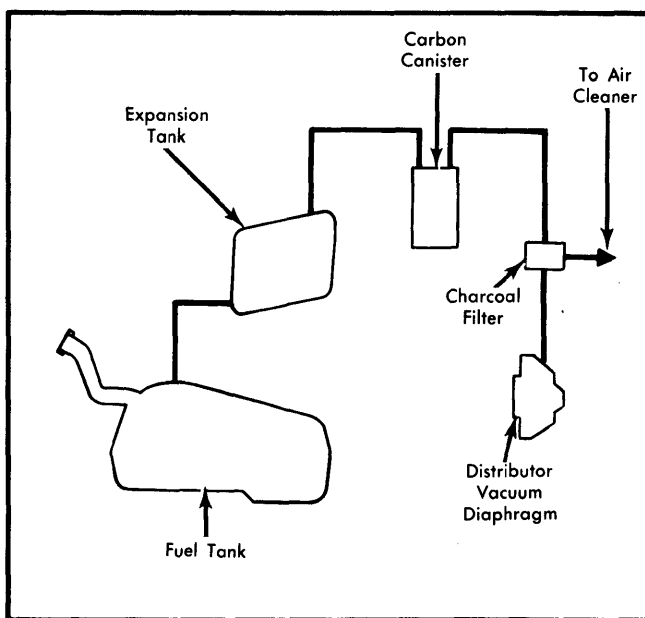 Carbon
Canister
To Air
Cleaner
Expansion
Tank
Charcoal
Filter
Distributor
Vacuum
Diaphragm
Fuel Tank